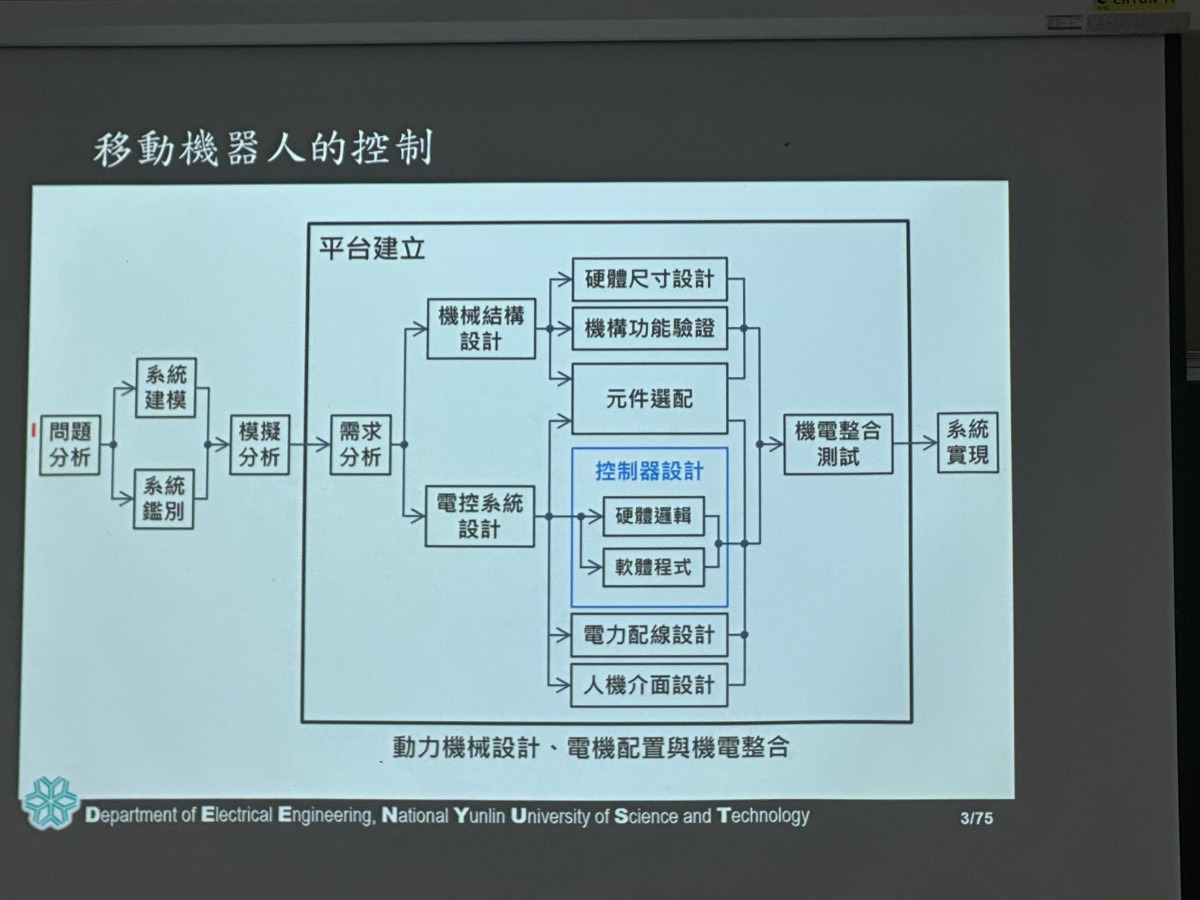 移動機器人的控制
平台建立
問題
分析
系統
建模
系統
鑑別
模擬
分析
需求
分析
機械結構
設計
電控系統
設計
硬體尺寸設計
機構功能驗證
元件選配
控制器設計
硬體邏輯
軟體程式
電力配線設計
人機介面設計
機電整合
測試
系統
實現
動力機械設計、電機配置與機電整合
Department of Electrical Engineering, National Yunlin University of Science and Technology
3/75